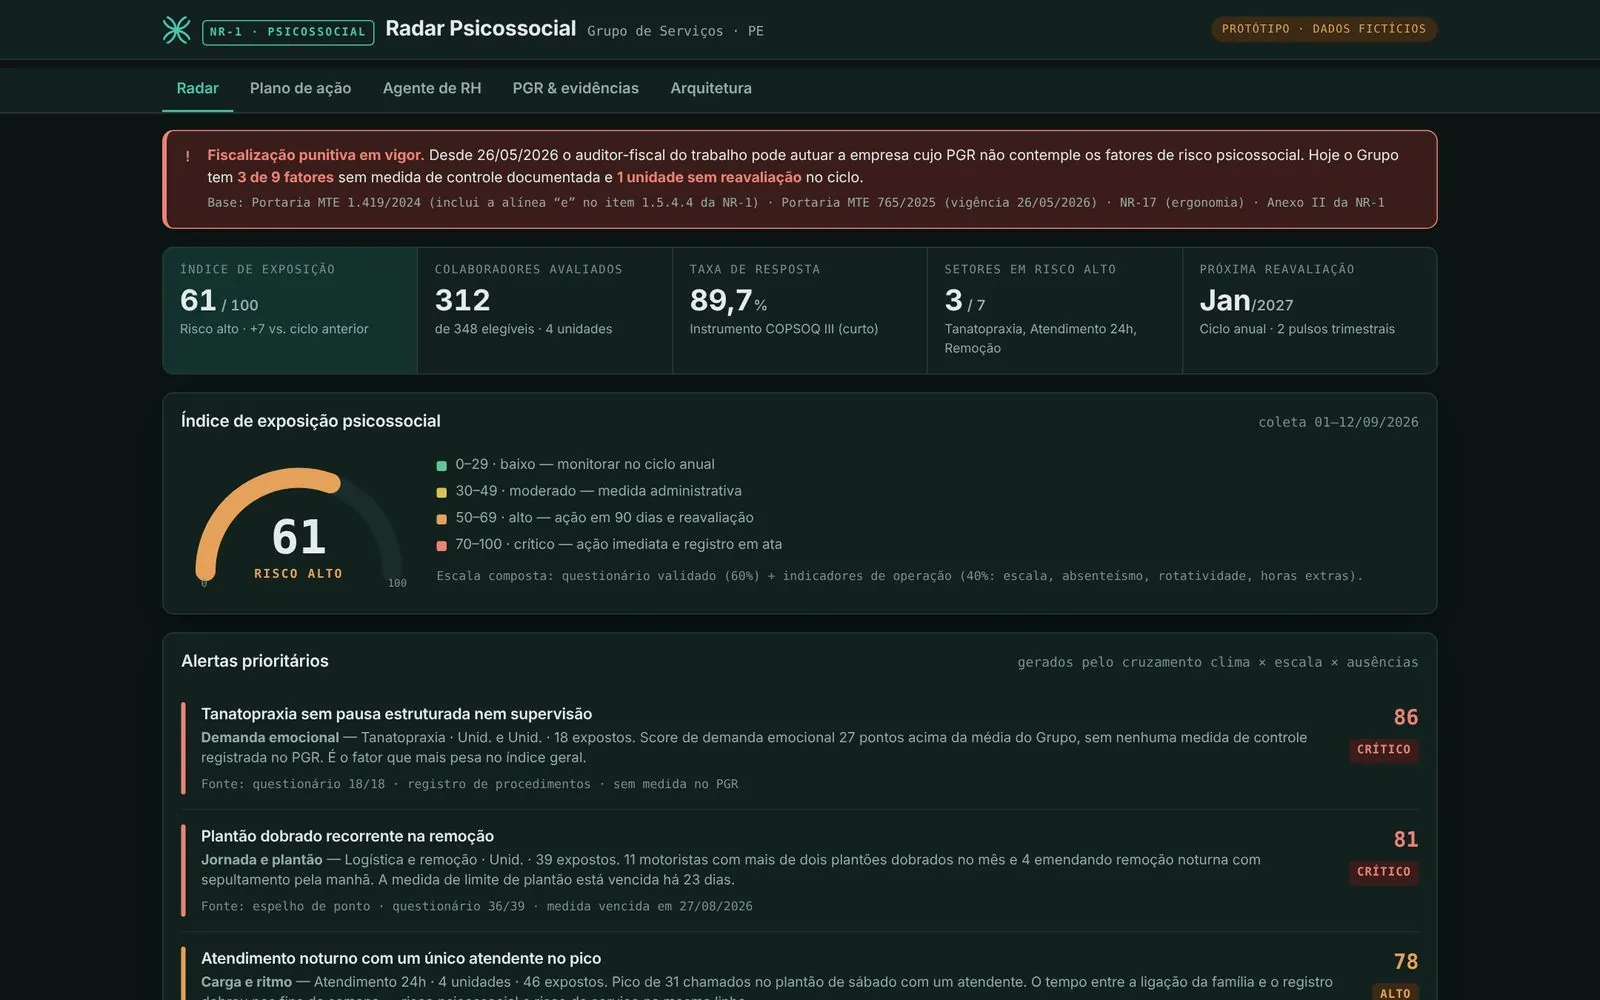 NR-1 · PSICOSSOCIAL
Radar Psicossocial
Grupo de Serviços · PE
PROTÓTIPO · DADOS FICTÍCIOS
Radar
Plano de ação
Agente de RH
PGR & evidências
Arquitetura
! Fiscalização punitiva em vigor. Desde 26/05/2026 o auditor-fiscal do trabalho pode autuar a empresa cujo PGR não contemple os fatores de risco psicossocial. Hoje o Grupo
tem 3 de 9 fatores sem medida de controle documentada e 1 unidade sem reavaliação no ciclo.
Base: Portaria MTE 1.419/2024 (inclui a alínea “e” no item 1.5.4.4 da NR-1) · Portaria MTE 765/2025 (vigência 26/05/2026) · NR-17 (ergonomia) · Anexo II da NR-1
ÍNDICE DE EXPOSIÇÃO
61 / 100
Risco alto · +7 vs. ciclo anterior
COLABORADORES AVALIADOS
312
de 348 elegíveis · 4 unidades
TAXA DE RESPOSTA
89,7%
Instrumento COPSOQ III (curto)
SETORES EM RISCO ALTO
3 / 7
Tanatopraxia, Atendimento 24h,
Remoção
PRÓXIMA REAVALIAÇÃO
Jan/2027
Ciclo anual · 2 pulsos trimestrais
Índice de exposição psicossocial
coleta 01–12/09/2026
61
RISCO ALTO
0
100
0–29 · baixo — monitorar no ciclo anual
30–49 · moderado — medida administrativa
50–69 · alto — ação em 90 dias e reavaliação
70–100 · crítico — ação imediata e registro em ata
Escala composta: questionário validado (60%) + indicadores de operação (40%: escala, absenteísmo, rotatividade, horas extras).
Alertas prioritários
gerados pelo cruzamento clima × escala × ausências
Tanatopraxia sem pausa estruturada nem supervisão
Demanda emocional — Tanatopraxia · Unid. e Unid. · 18 expostos. Score de demanda emocional 27 pontos acima da média do Grupo, sem nenhuma medida de controle
registrada no PGR. É o fator que mais pesa no índice geral.
Fonte: questionário 18/18 · registro de procedimentos · sem medida no PGR
86
CRÍTICO
Plantão dobrado recorrente na remoção
Jornada e plantão — Logística e remoção · Unid. · 39 expostos. 11 motoristas com mais de dois plantões dobrados no mês e 4 emendando remoção noturna com
sepultamento pela manhã. A medida de limite de plantão está vencida há 23 dias.
Fonte: espelho de ponto · questionário 36/39 · medida vencida em 27/08/2026
81
CRÍTICO
Atendimento noturno com um único atendente no pico
Carga e ritmo — Atendimento 24h · 4 unidades · 46 expostos. Pico de 31 chamados no plantão de sábado com um atendente. O tempo entre a ligação da família e o registro
78
ALTO